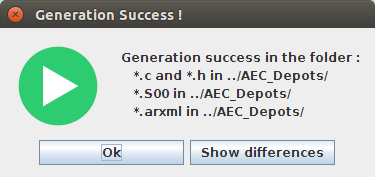 Generation Success !
Generation success in the folder :
*.c and *.h in ../AEC_Depots/
*.S00 in ../AEC_Depots/
*.arxml in ../AEC_Depots/
Ok
Show differences